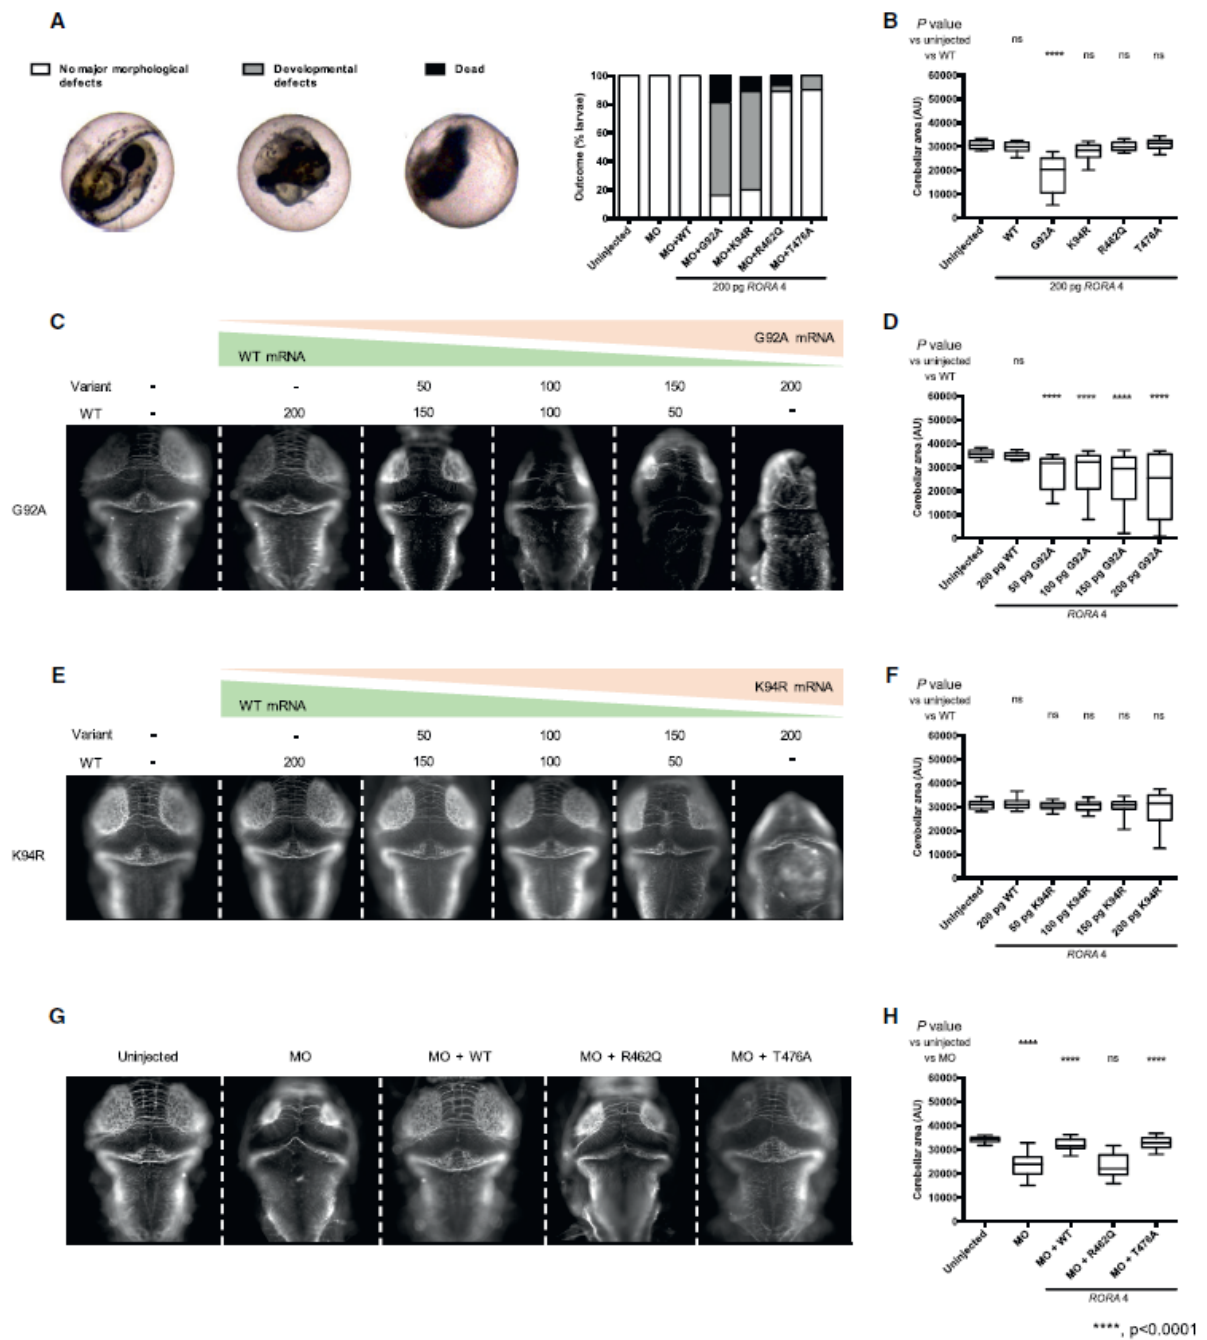 A
No major morphological
defects
Developmental
defects
Dead
Outcome (% larvae)
100
80
60
40
20
0
Uninjected
MO
MO+WT
MO+G92A
MO+K94R
MO+R462Q
MO+T476A
200 pg RORA 4
B
P value
vs uninjected ns
vs WT **** ns ns ns
Cerebellar area (AU)
60000
50000
40000
30000
20000
10000
0
Uninjected
WT
G92A
K94R
R462Q
T476A
200 pg RORA 4
C
G92A mRNA
WT mRNA
Variant - - 50 100 150 200
WT - 200 150 100 50 -
G92A
D
P value
vs uninjected ns
vs WT
**** **** **** ****
Cerebellar area (AU)
60000
50000
40000
30000
20000
10000
0
Uninjected
200 pg WT
50 pg G92A
100 pg G92A
150 pg G92A
200 pg G92A
RORA 4
E
K94R mRNA
WT mRNA
Variant - - 50 100 150 200
WT - 200 150 100 50 -
K94R
F
P value
vs uninjected ns
vs WT ns ns ns ns
Cerebellar area (AU)
60000
50000
40000
30000
20000
10000
0
Uninjected
200 pg WT
50 pg K94R
100 pg K94R
150 pg K94R
200 pg K94R
RORA 4
G
Uninjected MO MO + WT MO + R462Q MO + T476A
H
P value
vs uninjected ****
vs MO **** ns ****
Cerebellar area (AU)
60000
50000
40000
30000
20000
10000
0
Uninjected
MO
MO + WT
MO + R462Q
MO + T476A
RORA 4
****, p<0.0001